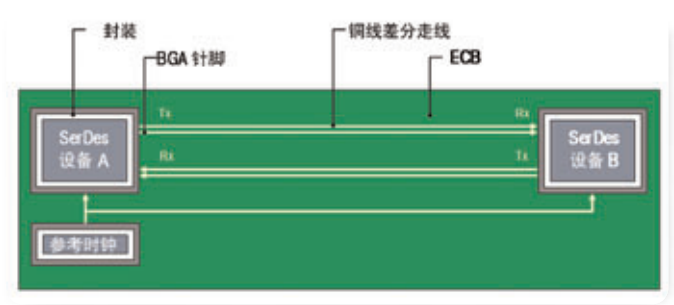 封装
铜线差分走线
BGA 针脚
ECB
Tx
Rx
SerDes
设备 A
SerDes
设备 B
Rx
Tx
参考时钟